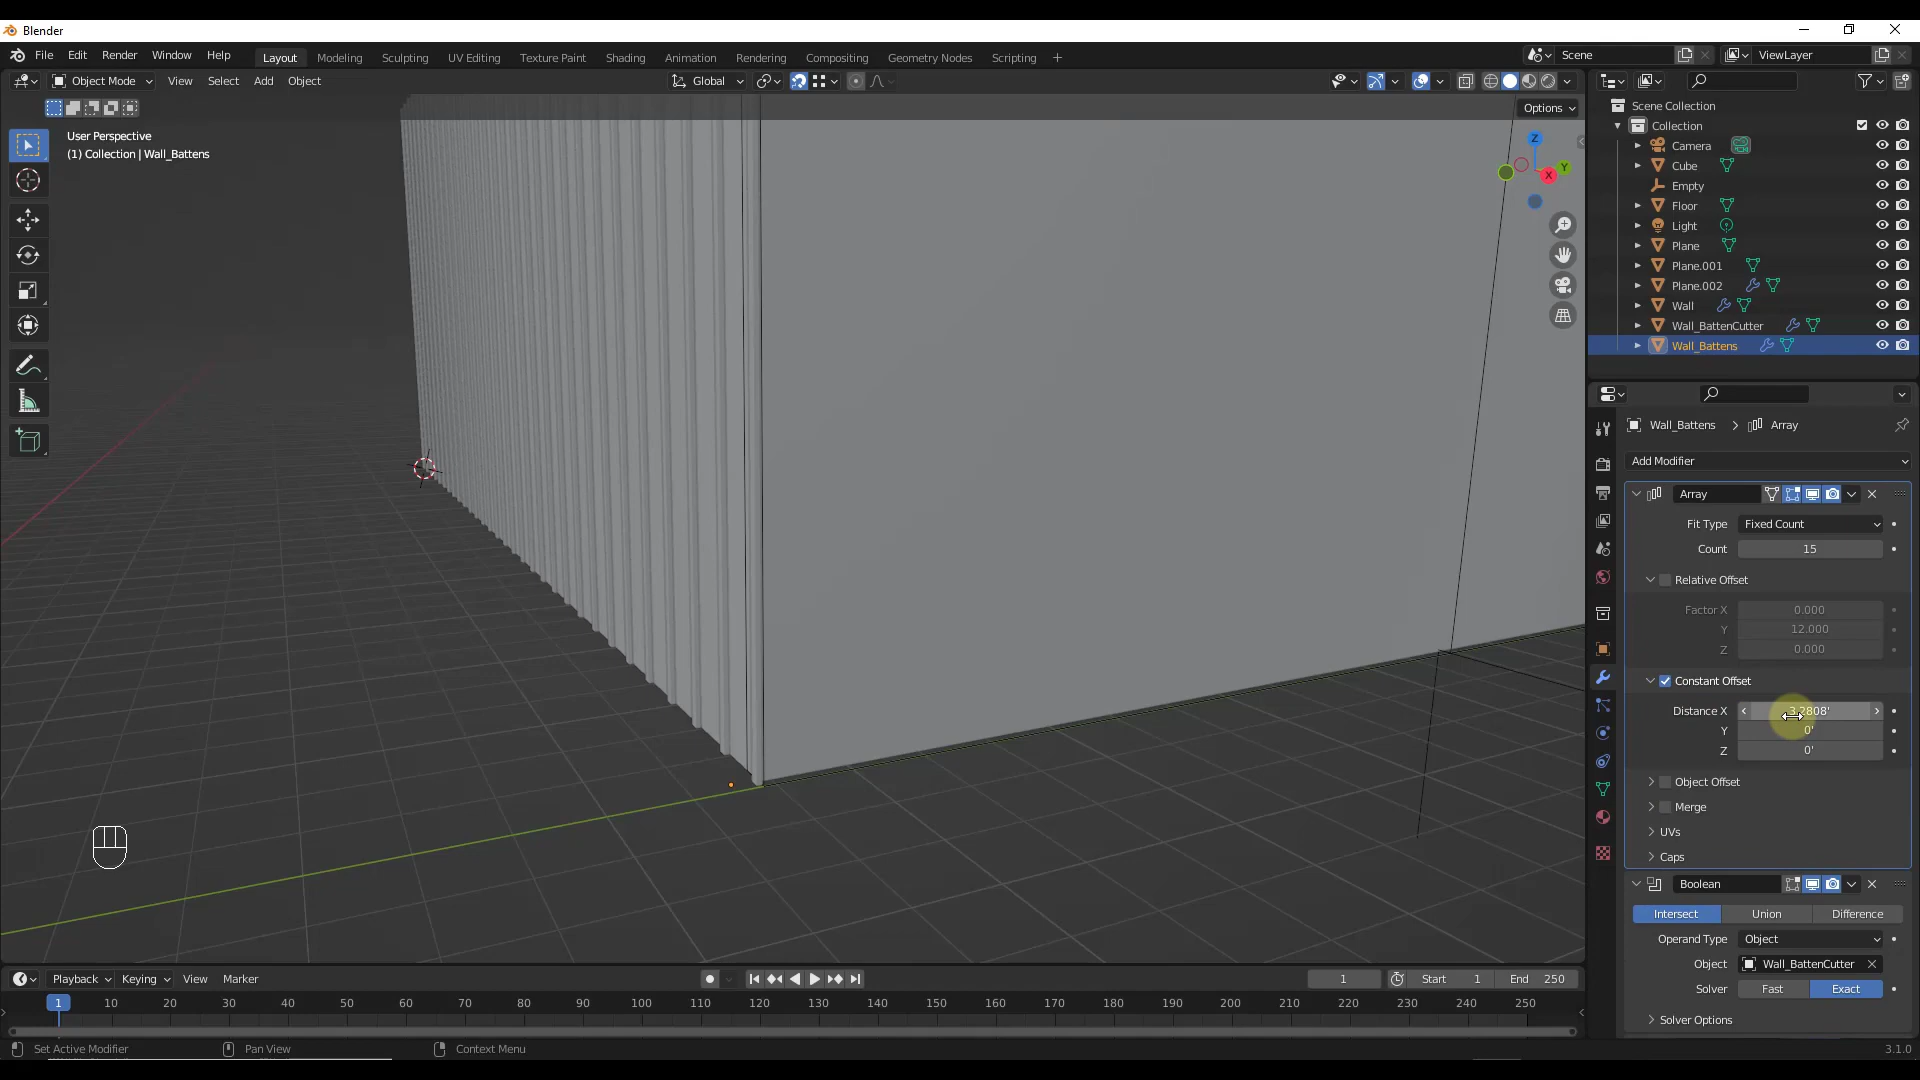 Blender
File Edit Render Window Help Layout Modeling Sculpting UV Editing Texture Paint Shading Animation Rendering Compositing Geometry Nodes Scripting + Scene ViewLayer
Object Mode View Select Add Object Global
Options
User Perspective
(1) Collection | Wall_Battens
Z
Y
X
Scene Collection
Collection
Camera
Cube
Empty
Floor
Light
Plane
Plane.001
Plane.002
Wall
Wall_BattenCutter
Wall_Battens
Wall_Battens > Array
Add Modifier
Array
Fit Type Fixed Count
Count 15
Relative Offset
Factor X 0.000
Y 12.000
Z 0.000
Constant Offset
Distance X 3.2808'
Y 0'
Z 0'
Object Offset
Merge
UVs
Caps
Boolean
Intersect Union Difference
Operand Type Object
Object Wall_BattenCutter
Solver Fast Exact
Solver Options
Playback Keying View Marker 1 Start 1 End 250
1 10 20 30 40 50 60 70 80 90 100 110 120 130 140 150 160 170 180 190 200 210 220 230 240 250
Set Active Modifier Pan View Context Menu 3.1.0